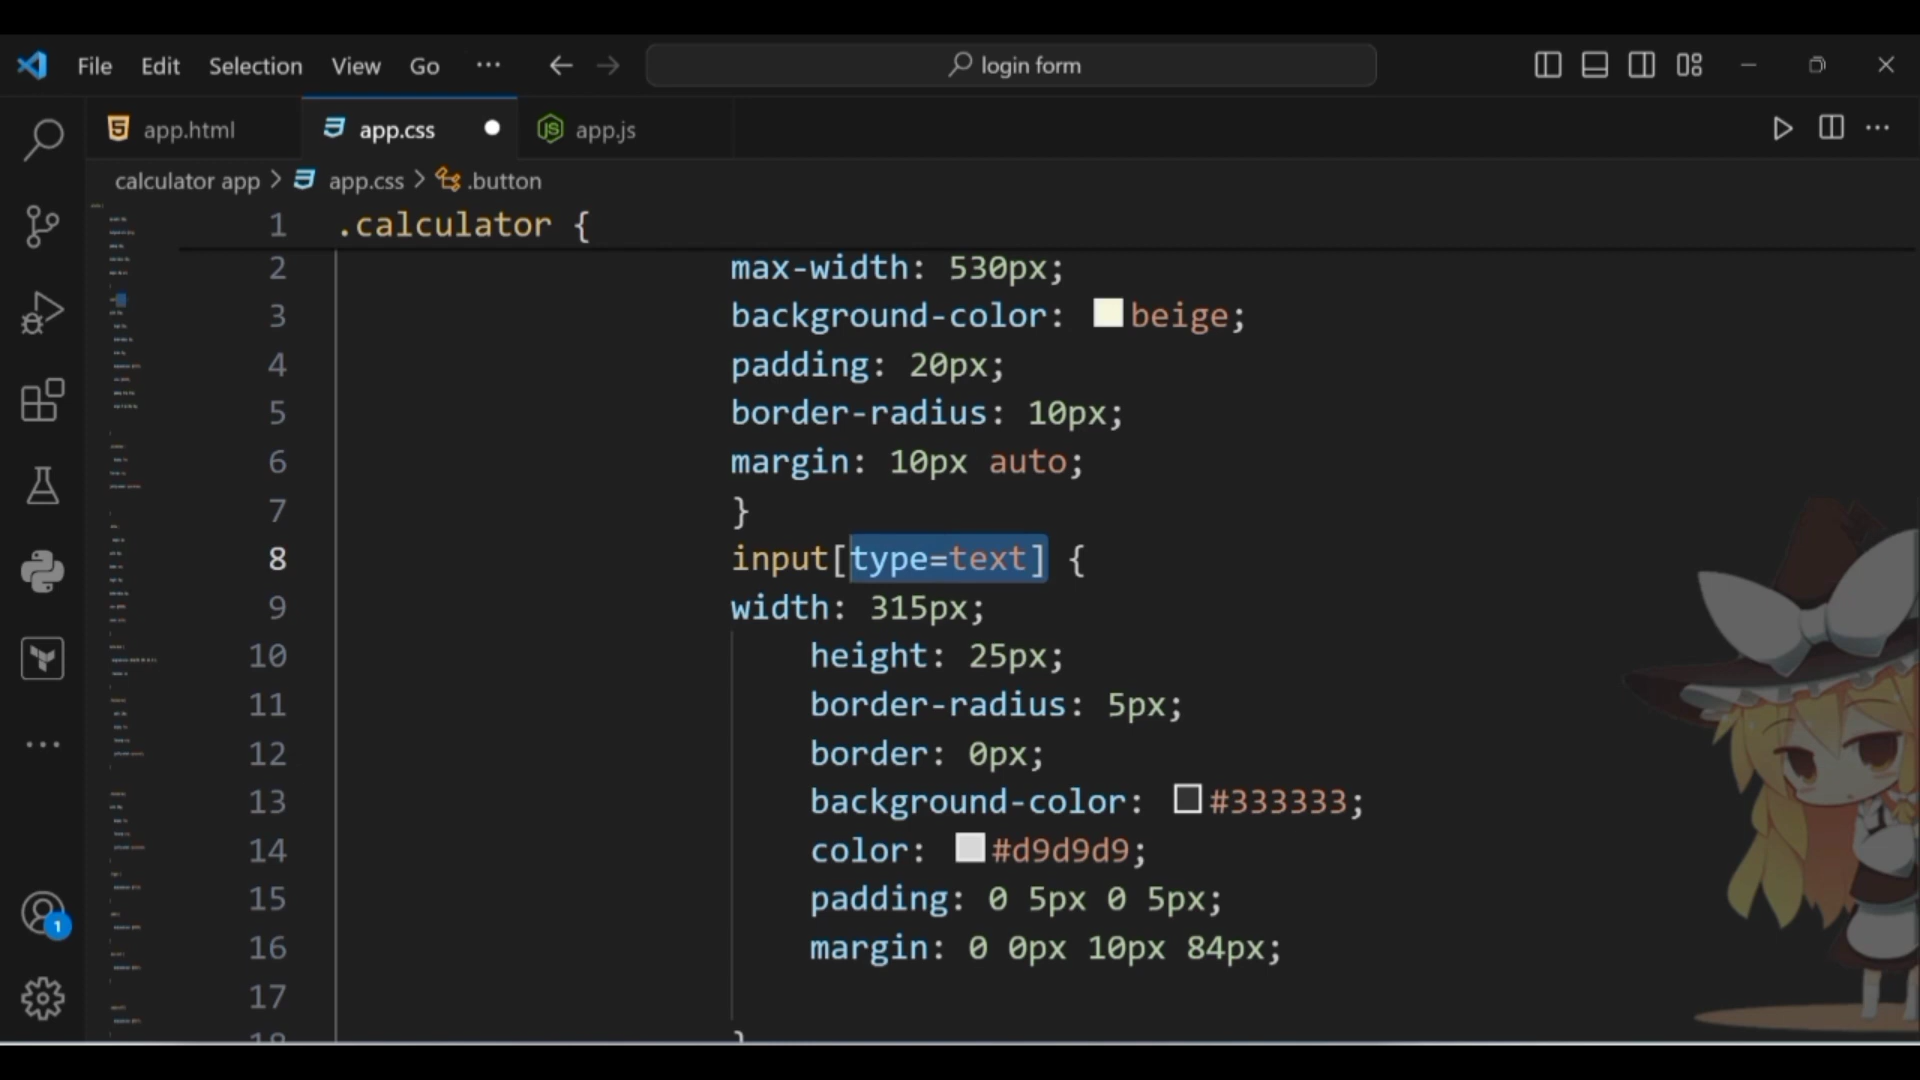 File Edit Selection View Go ··· login form
app.html app.css app.js
calculator app > app.css > .button
1 .calculator {
2 max-width: 530px;
3 background-color: beige;
4 padding: 20px;
5 border-radius: 10px;
6 margin: 10px auto;
7 }
8 input[type=text] {
9 width: 315px;
10 height: 25px;
11 border-radius: 5px;
12 border: 0px;
13 background-color: #333333;
14 color: #d9d9d9;
15 padding: 0 5px 0 5px;
16 margin: 0 0px 10px 84px;
17
18 }
1